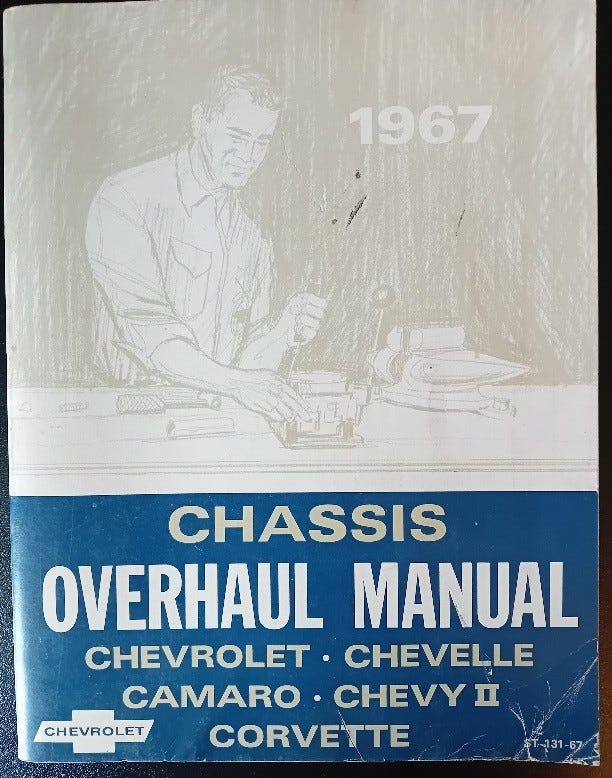 1967
CHASSIS
OVERHAUL MANUAL
CHEVROLET · CHEVELLE
CAMARO · CHEVY II
CORVETTE
CHEVROLET
ST-131-67